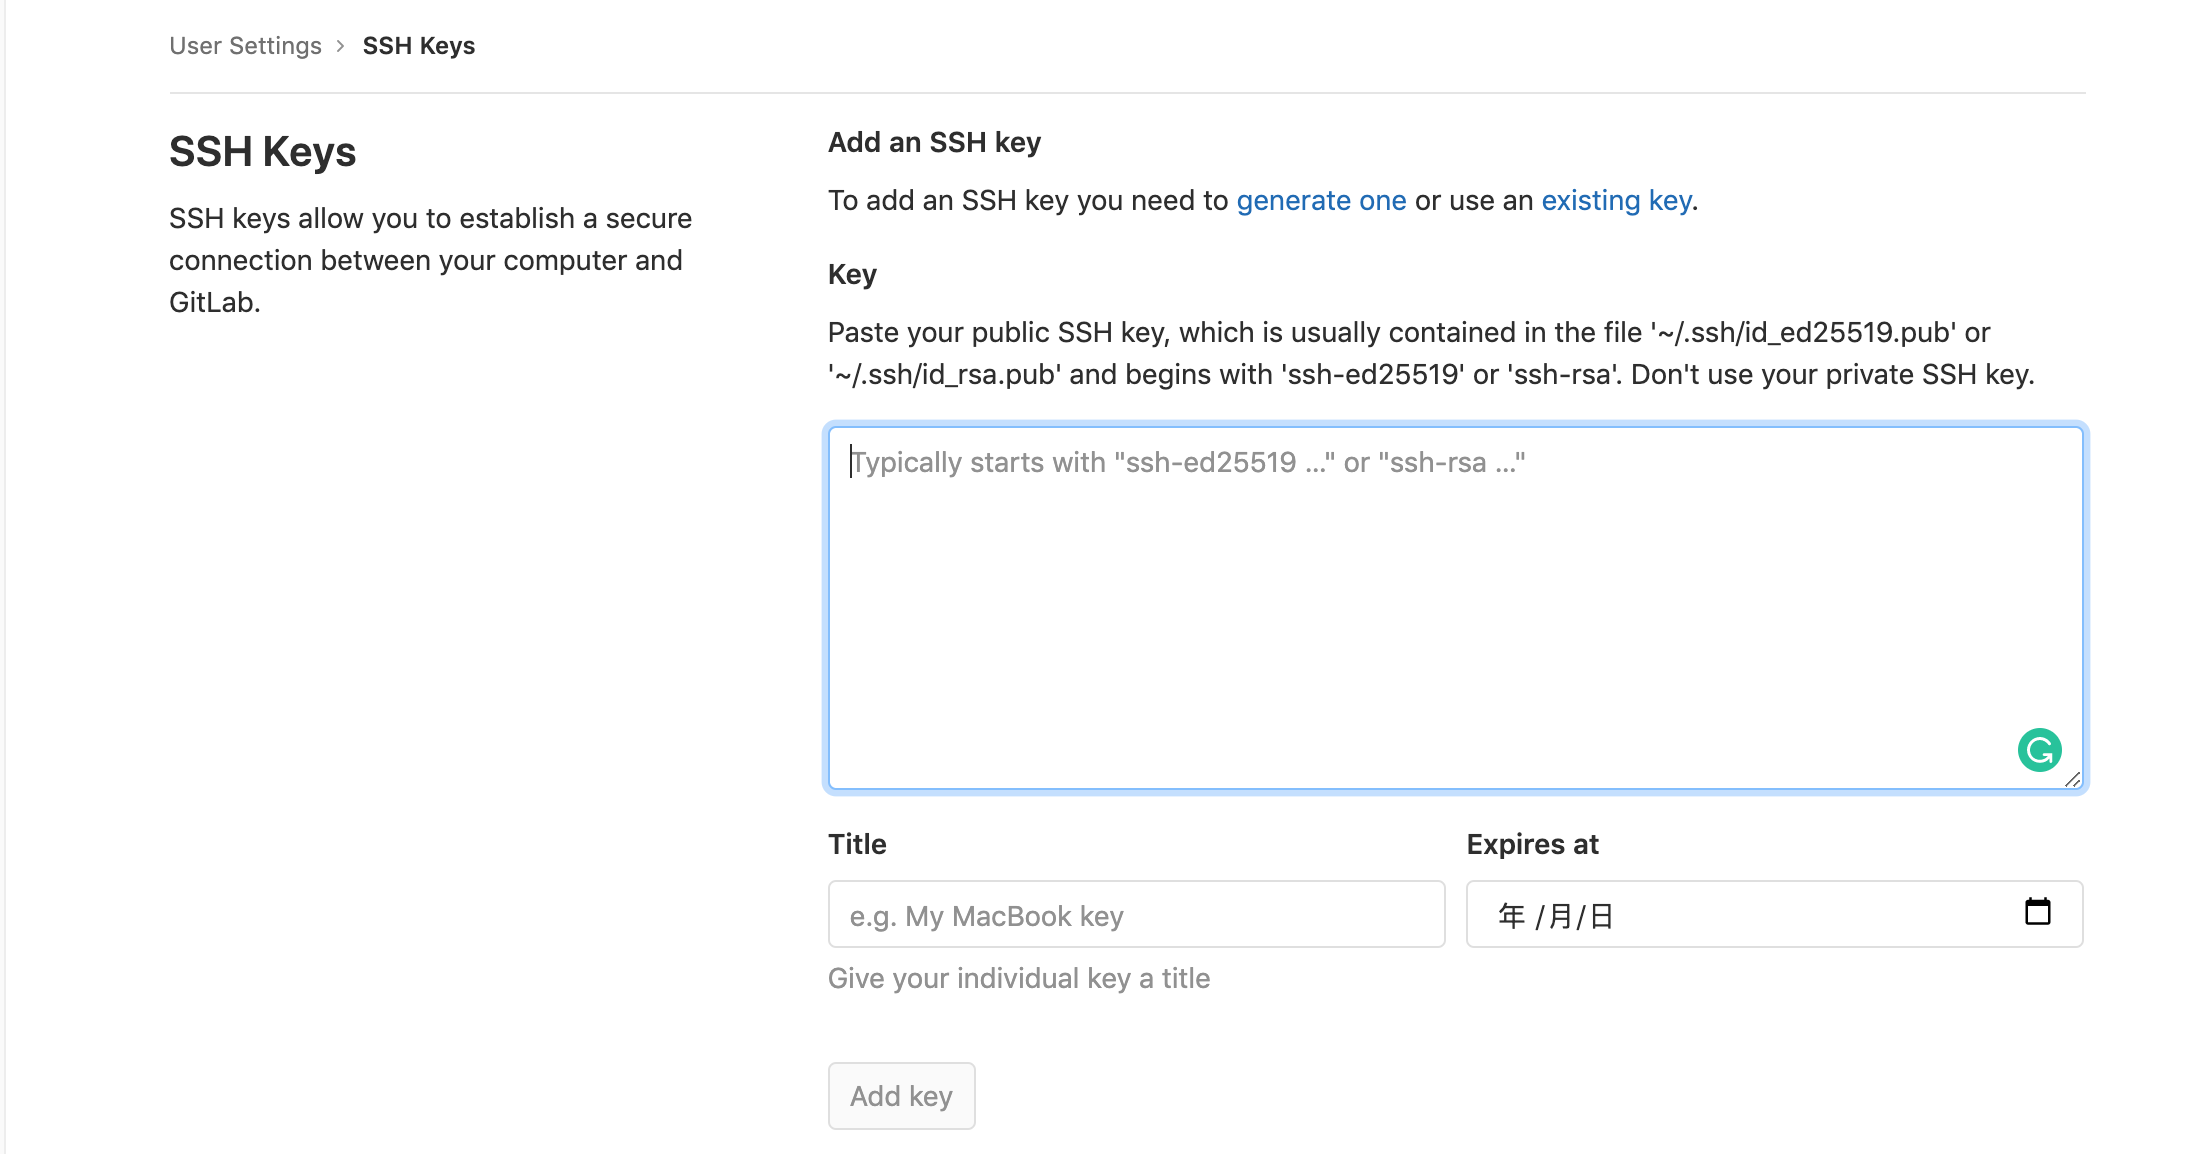 User Settings > SSH Keys
SSH Keys
SSH keys allow you to establish a secure
connection between your computer and
GitLab.
Add an SSH key
To add an SSH key you need to generate one or use an existing key.
Key
Paste your public SSH key, which is usually contained in the file '~/.ssh/id_ed25519.pub' or
'~/.ssh/id_rsa.pub' and begins with 'ssh-ed25519' or 'ssh-rsa'. Don't use your private SSH key.
Typically starts with "ssh-ed25519 ..." or "ssh-rsa ..."
Title
Expires at
e.g. My MacBook key
年 /月/日
Give your individual key a title
Add key